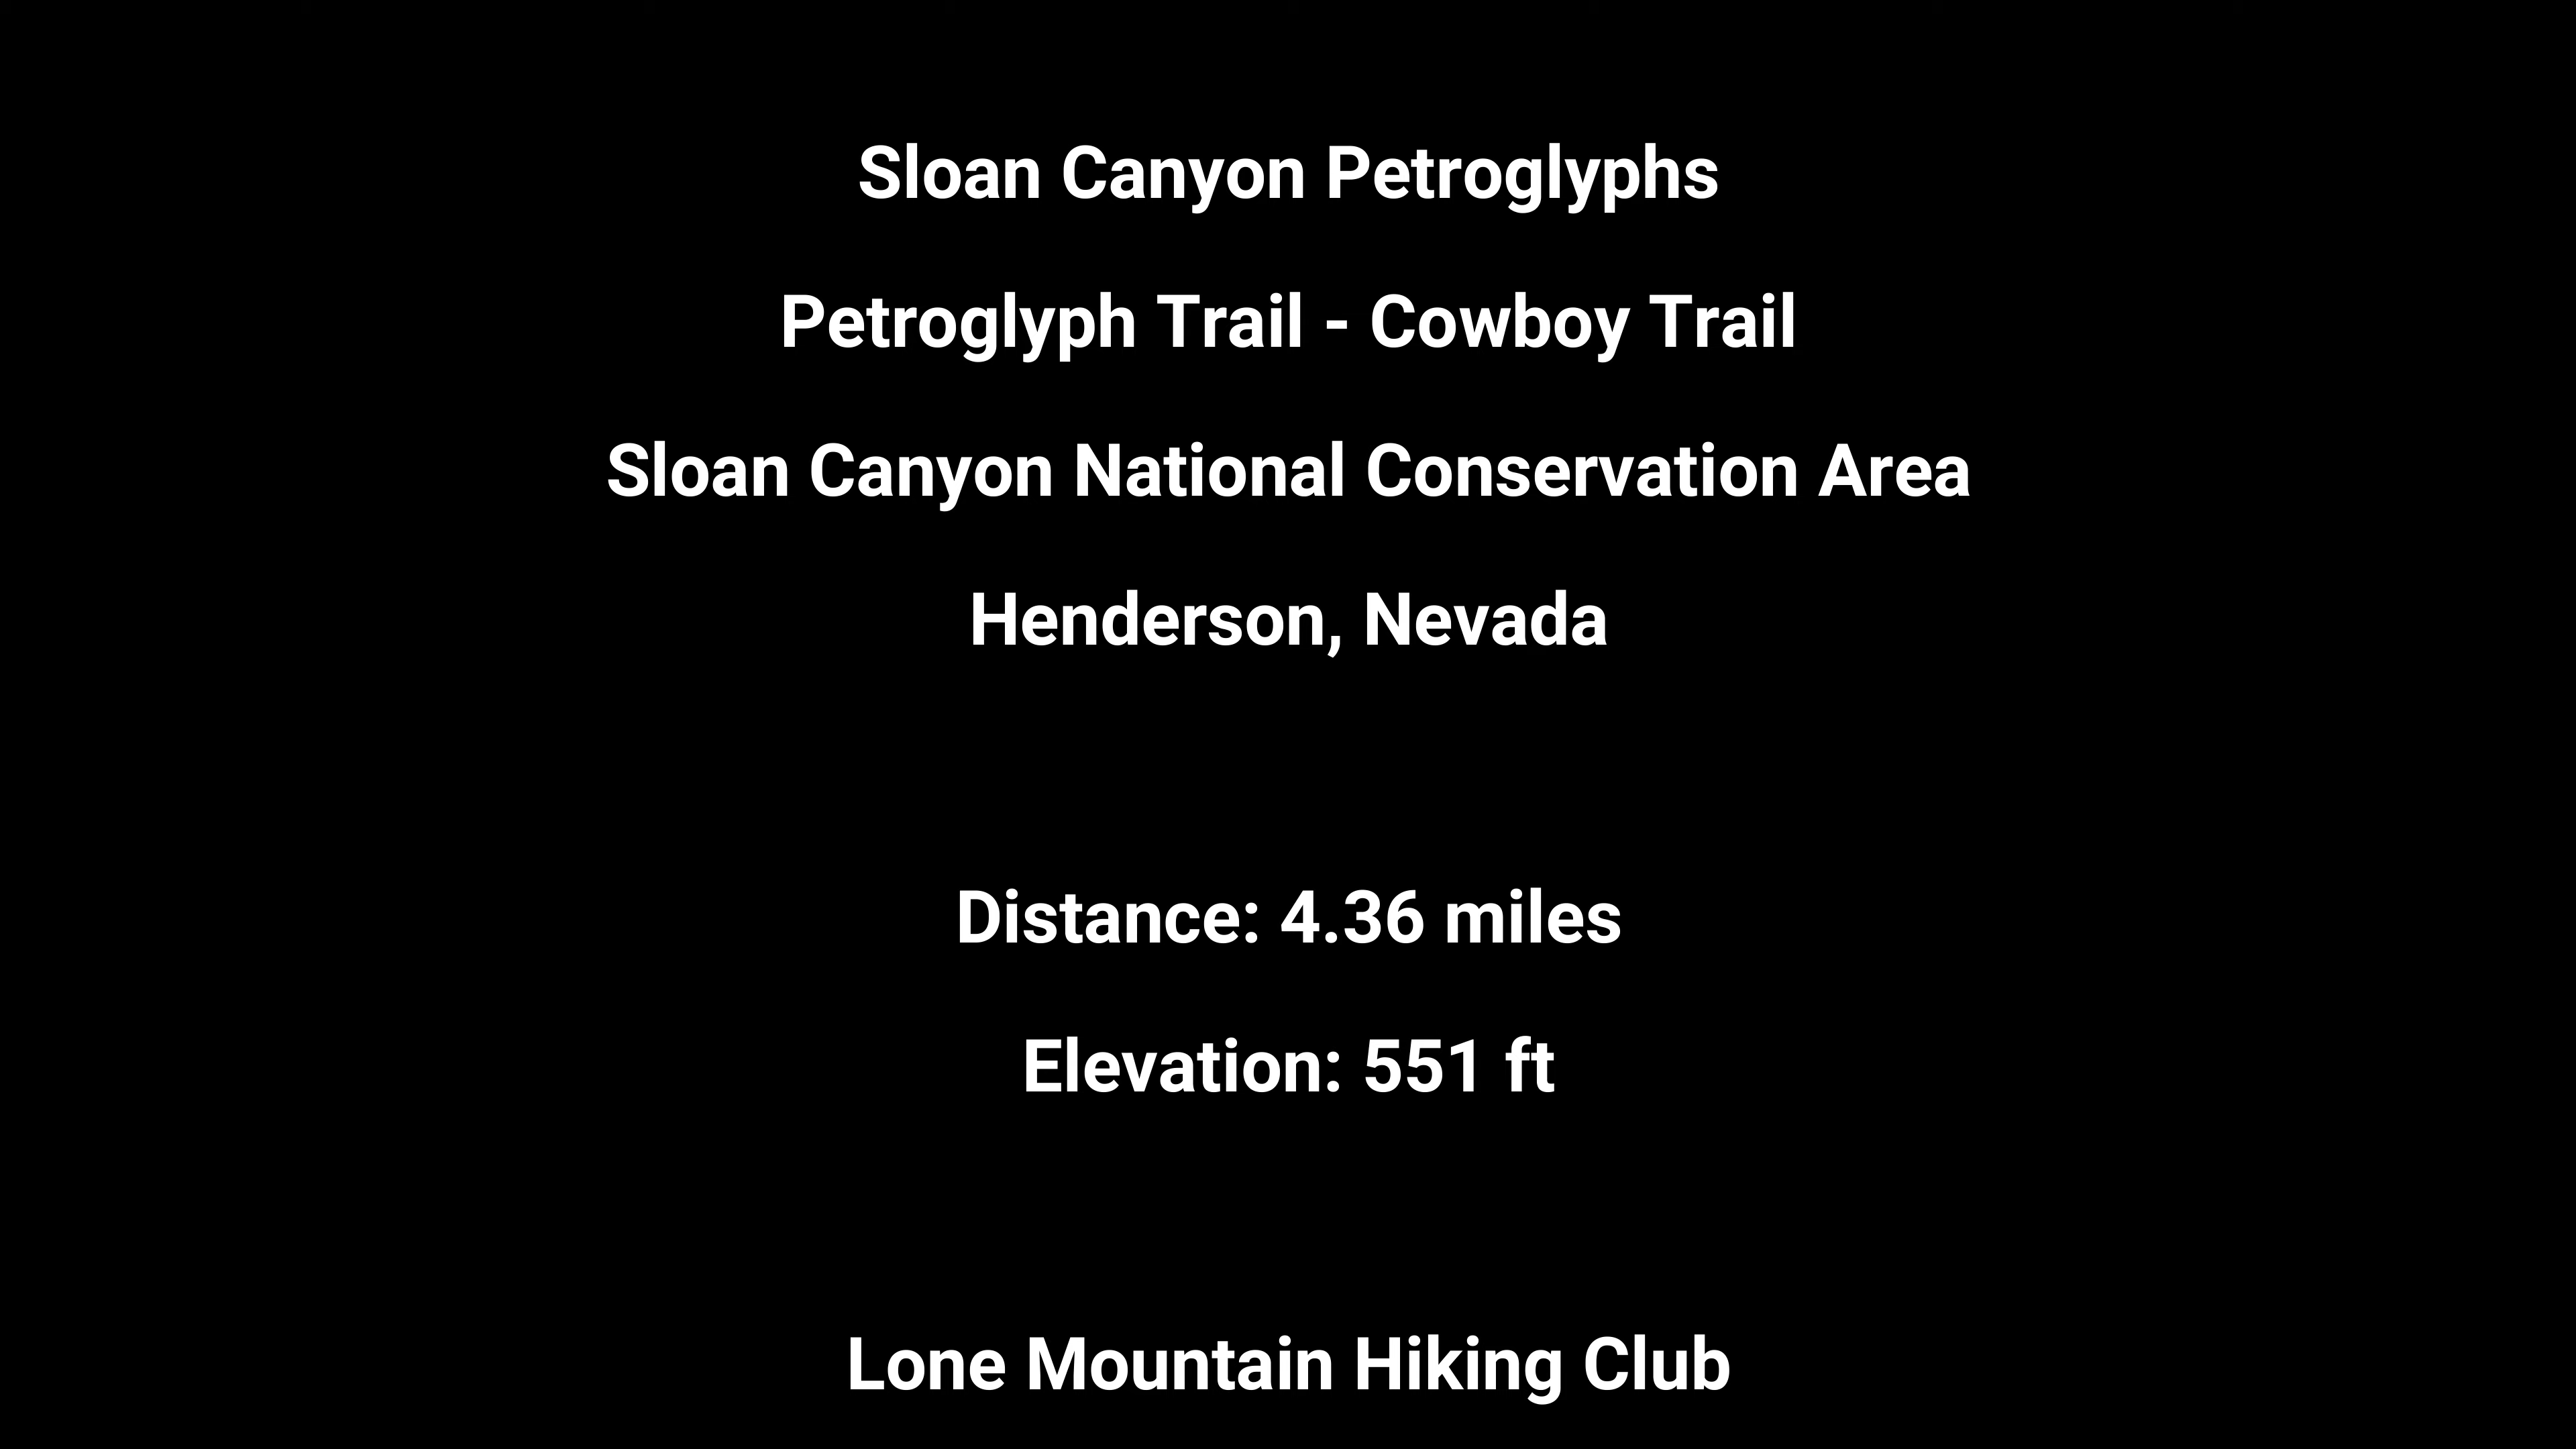 Sloan Canyon Petroglyphs
Petroglyph Trail - Cowboy Trail
Sloan Canyon National Conservation Area
Henderson, Nevada
Distance: 4.36 miles
Elevation: 551 ft
Lone Mountain Hiking Club